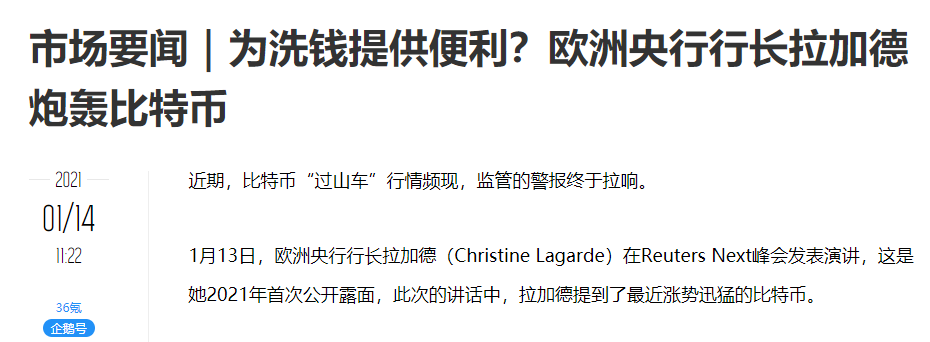 市场要闻｜为洗钱提供便利？欧洲央行行长拉加德
炮轰比特币
2021
01/14
11:22
36氪
企鹅号
近期，比特币“过山车”行情频现，监管的警报终于拉响。
1月13日，欧洲央行行长拉加德（Christine Lagarde）在Reuters Next峰会发表演讲，这是
她2021年首次公开露面，此次的讲话中，拉加德提到了最近涨势迅猛的比特币。